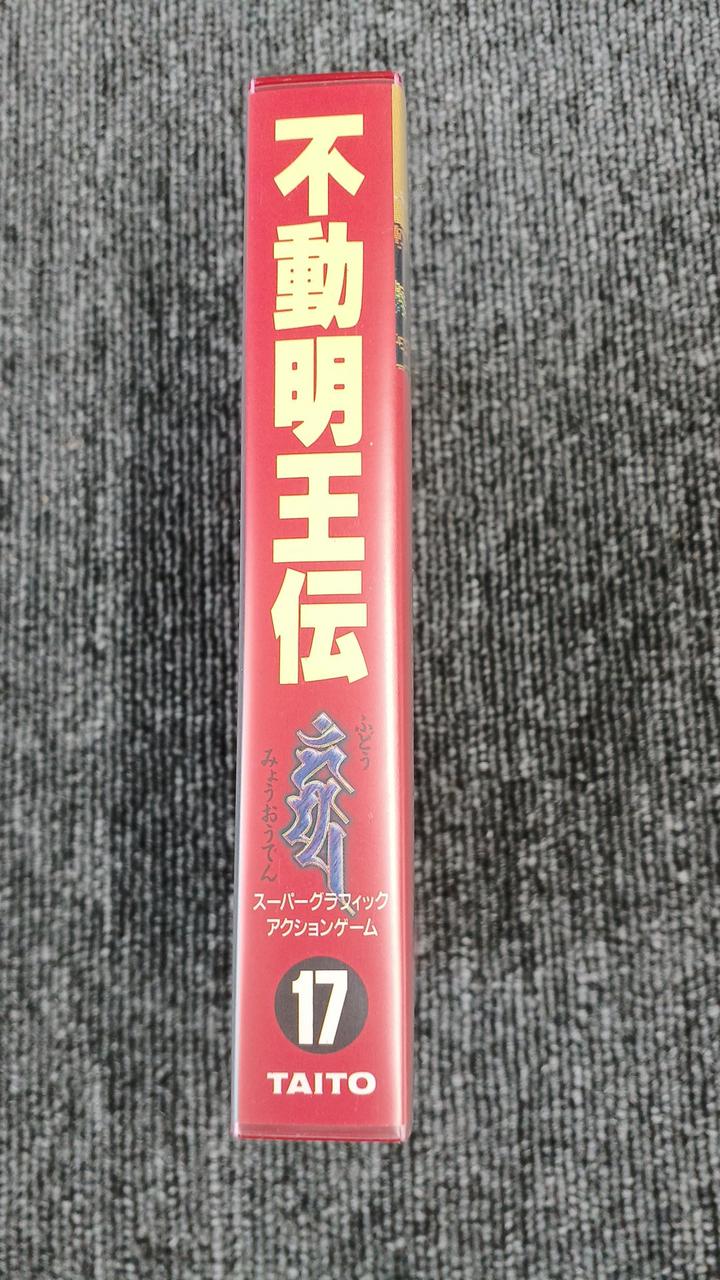 不動明王伝
ふどう
みょうおうでん
スーパーグラフィック
アクションゲーム
17
TAITO